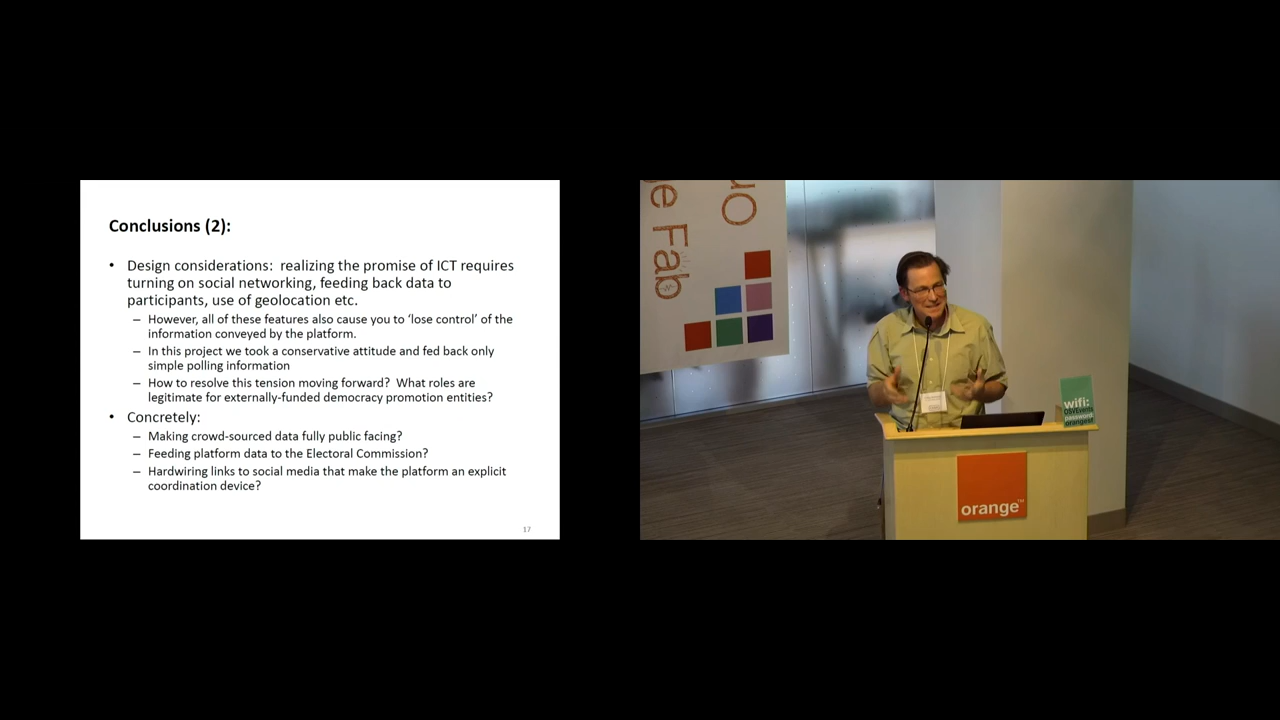 Conclusions (2):
• Design considerations: realizing the promise of ICT requires
turning on social networking, feeding back data to
participants, use of geolocation etc.
– However, all of these features also cause you to ‘lose control’ of the
information conveyed by the platform.
– In this project we took a conservative attitude and fed back only
simple polling information
– How to resolve this tension moving forward? What roles are
legitimate for externally-funded democracy promotion entities?
• Concretely:
– Making crowd-sourced data fully public facing?
– Feeding platform data to the Electoral Commission?
– Hardwiring links to social media that make the platform an explicit
coordination device?
17
Fab
wifi:
password
orange™